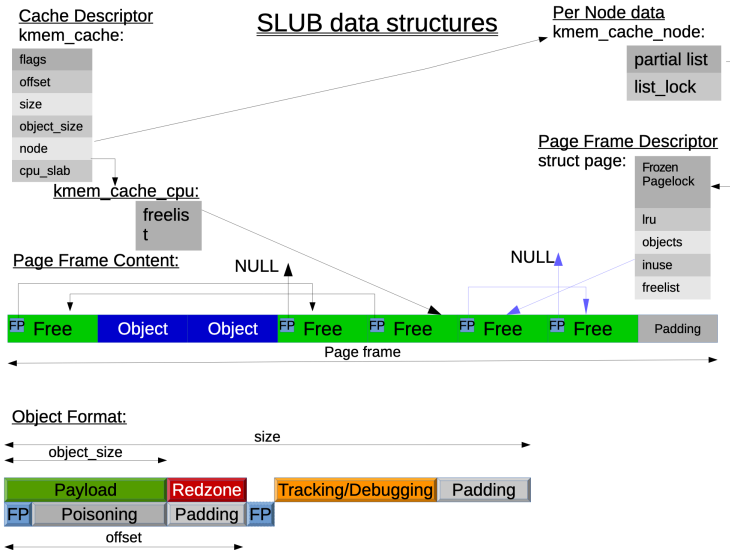 SLUB data structures
Cache Descriptor
kmem_cache:
flags
offset
size
object_size
node
cpu_slab
Per Node data
kmem_cache_node:
partial list
list_lock
Page Frame Descriptor
struct page:
Frozen
Pagelock
lru
objects
inuse
freelist
kmem_cache_cpu:
freelis
t
Page Frame Content:
NULL
NULL
FP Free
Object
Object
FP Free
FP Free
FP Free
FP Free
Padding
Page frame
Object Format:
size
object_size
Payload
Redzone
Tracking/Debugging
Padding
FP
Poisoning
Padding
FP
offset